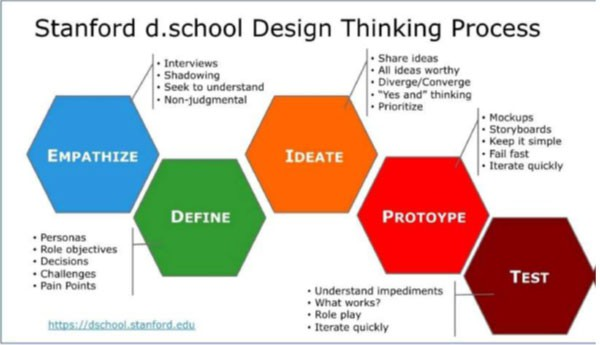 Stanford d.school Design Thinking Process
• Interviews
• Shadowing
• Seek to understand
• Non-judgmental
EMPATHIZE
• Share ideas
• All ideas worthy
• Diverge/Converge
• "Yes and" thinking
• Prioritize
IDEATE
• Mockups
• Storyboards
• Keep it simple
• Fail fast
• Iterate quickly
DEFINE
PROTOYPE
• Personas
• Role objectives
• Decisions
• Challenges
• Pain Points
TEST
• Understand impediments
• What works?
• Role play
• Iterate quickly
https://dschool.stanford.edu